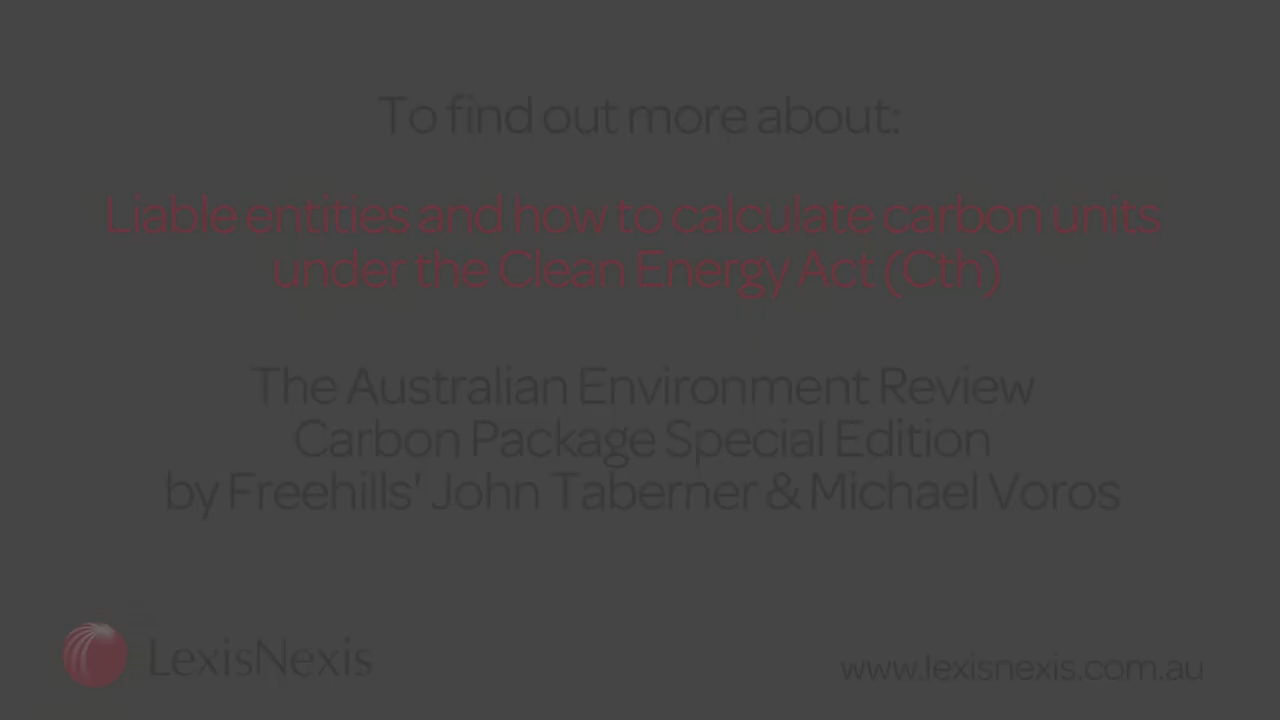 To find out more about:
Liable entities and how to calculate carbon units
under the Clean Energy Act (Cth)
The Australian Environment Review
Carbon Package Special Edition
by Freehills' John Taberner & Michael Voros
LexisNexis
www.lexisnexis.com.au